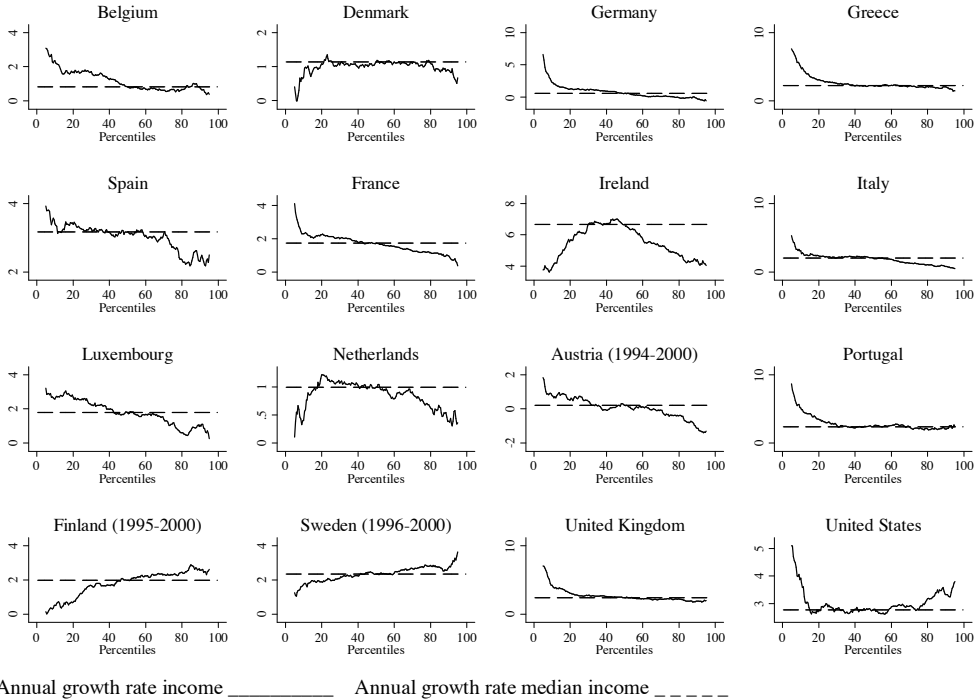 Belgium
Denmark
Germany
Greece
4
2
0
2
1
0
10
5
0
10
0
0 20 40 60 80 100
0 20 40 60 80 100
0 20 40 60 80 100
0 20 40 60 80 100
Percentiles
Percentiles
Percentiles
Percentiles
Spain
France
Ireland
Italy
4
2
4
2
0
8
6
4
10
0
0 20 40 60 80 100
0 20 40 60 80 100
0 20 40 60 80 100
0 20 40 60 80 100
Percentiles
Percentiles
Percentiles
Percentiles
Luxembourg
Netherlands
Austria (1994-2000)
Portugal
4
2
0
1
.5
0
2
0
-2
10
0
0 20 40 60 80 100
0 20 40 60 80 100
0 20 40 60 80 100
0 20 40 60 80 100
Percentiles
Percentiles
Percentiles
Percentiles
Finland (1995-2000)
Sweden (1996-2000)
United Kingdom
United States
4
2
0
4
2
0
10
0
5
4
3
0 20 40 60 80 100
0 20 40 60 80 100
0 20 40 60 80 100
0 20 40 60 80 100
Percentiles
Percentiles
Percentiles
Percentiles
Annual growth rate income __________ Annual growth rate median income _ _ _ _ _